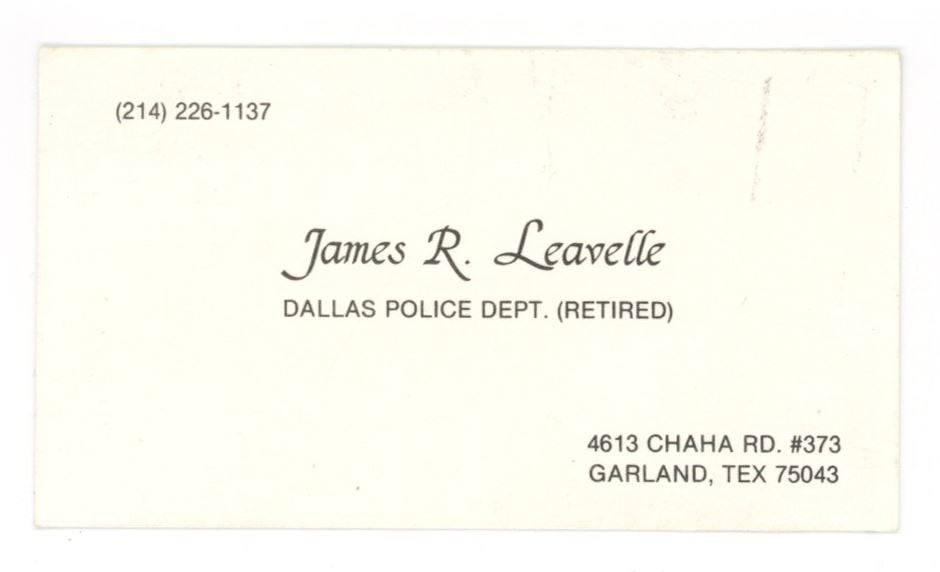 (214) 226-1137
James R. Leavelle
DALLAS POLICE DEPT. (RETIRED)
4613 CHAHA RD. #373
GARLAND, TEX 75043